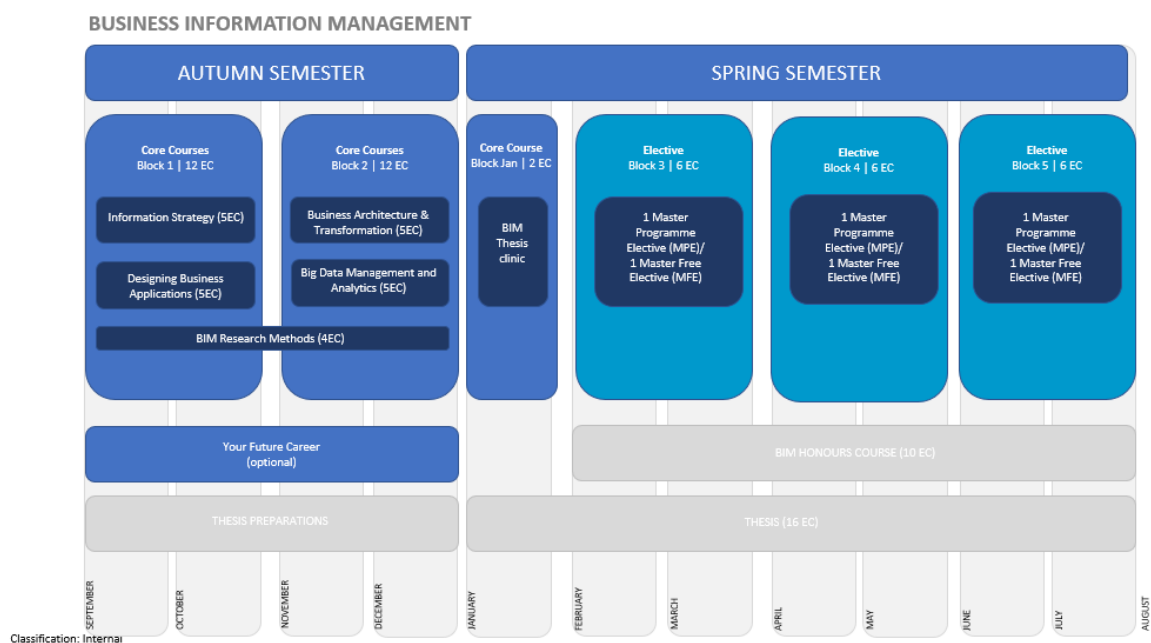 BUSINESS INFORMATION MANAGEMENT
AUTUMN SEMESTER
SPRING SEMESTER
Core Courses
Block 1 | 12 EC
Information Strategy (5EC)
Designing Business
Applications (5EC)
Core Courses
Block 2 | 12 EC
Business Architecture &
Transformation (5EC)
Big Data Management and
Analytics (5EC)
BIM Research Methods (4EC)
Core Course
Block Jan | 2 EC
BIM
Thesis
clinic
Elective
Block 3 | 6 EC
1 Master
Programme
Elective (MPE)/
1 Master Free
Elective (MFE)
Elective
Block 4 | 6 EC
1 Master
Programme
Elective (MPE)/
1 Master Free
Elective (MFE)
Elective
Block 5 | 6 EC
1 Master
Programme
Elective (MPE)/
1 Master Free
Elective (MFE)
Your Future Career
(optional)
BIM HONOURS COURSE (10 EC)
THESIS PREPARATIONS
THESIS (16 EC)
SEPTEMBER
OCTOBER
NOVEMBER
DECEMBER
JANUARY
FEBRUARY
MARCH
APRIL
MAY
JUNE
JULY
AUGUST
Classification: Internal